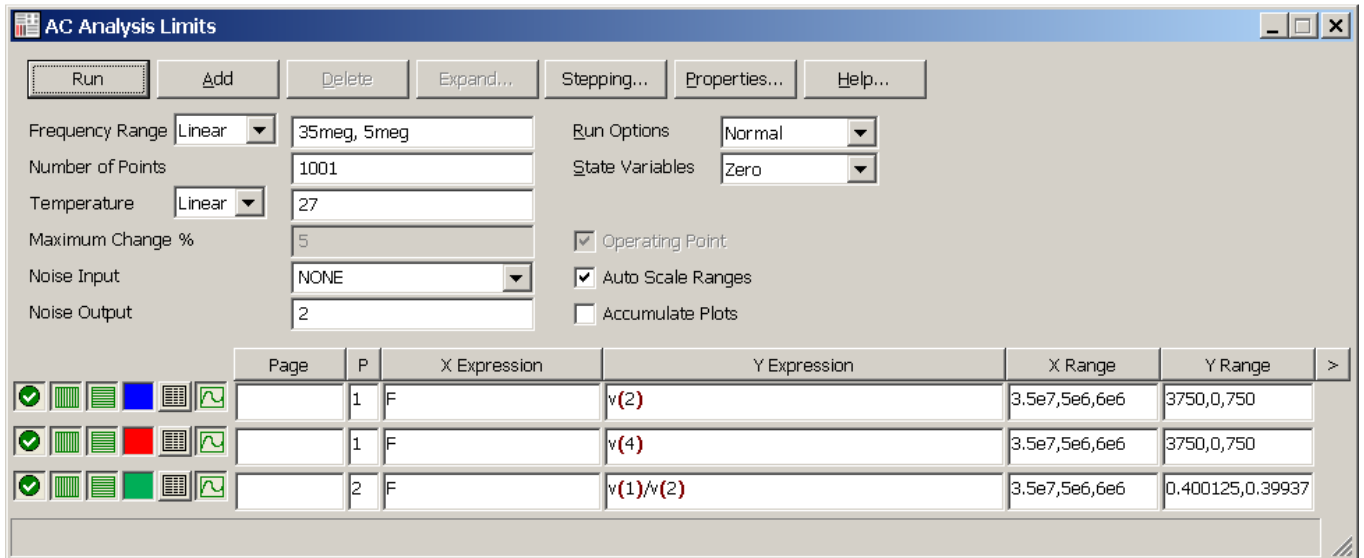 AC Analysis Limits
Run Add Delete Expand... Stepping... Properties... Help...
Frequency Range Linear 35meg, 5meg Run Options Normal
Number of Points 1001 State Variables Zero
Temperature Linear 27
Maximum Change % 5 Operating Point
Noise Input NONE Auto Scale Ranges
Noise Output 2 Accumulate Plots
Page P X Expression Y Expression X Range Y Range >
1 F v(2) 3.5e7,5e6,6e6 3750,0,750
1 F v(4) 3.5e7,5e6,6e6 3750,0,750
2 F v(1)/v(2) 3.5e7,5e6,6e6 0.400125,0.39937